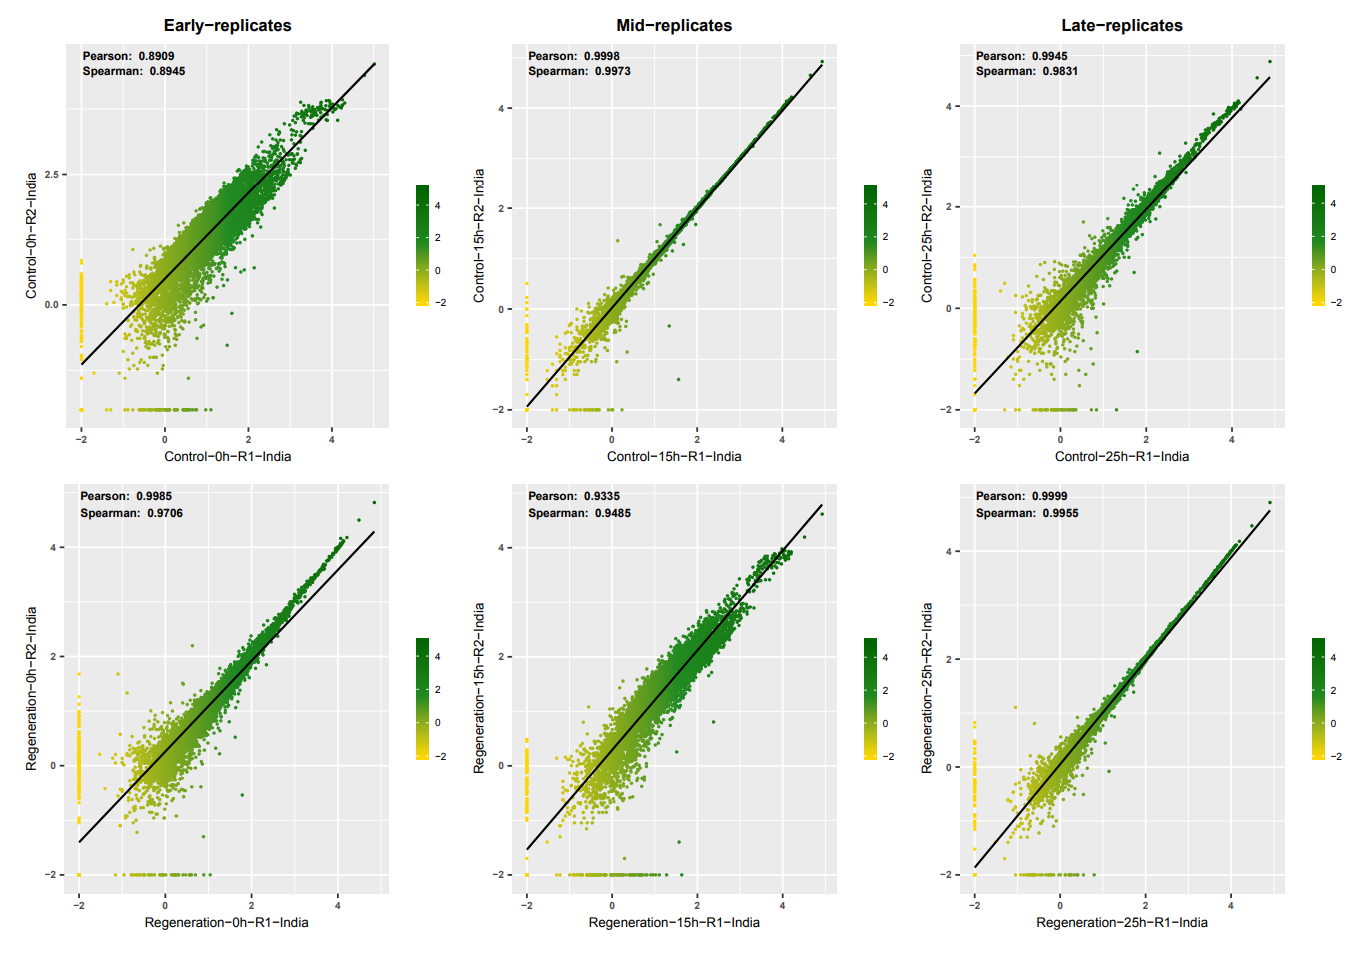 Early−replicates
Mid−replicates
Late−replicates
Pearson: 0.8909
Spearman: 0.8945
2.5
0.0
−2
0
2
4
Control−0h−R2−India
Control−0h−R1−India
4
2
0
−2
Pearson: 0.9998
Spearman: 0.9973
4
2
0
−2
−2
0
2
4
Control−15h−R2−India
Control−15h−R1−India
4
2
0
−2
Pearson: 0.9945
Spearman: 0.9831
4
2
0
−2
−2
0
2
4
Control−25h−R2−India
Control−25h−R1−India
4
2
0
−2
Pearson: 0.9985
Spearman: 0.9706
4
2
0
−2
−2
0
2
4
Regeneration−0h−R2−India
Regeneration−0h−R1−India
4
2
0
−2
Pearson: 0.9335
Spearman: 0.9485
4
2
0
−2
−2
0
2
4
Regeneration−15h−R2−India
Regeneration−15h−R1−India
4
2
0
−2
Pearson: 0.9999
Spearman: 0.9955
4
2
0
−2
−2
0
2
4
Regeneration−25h−R2−India
Regeneration−25h−R1−India
4
2
0
−2